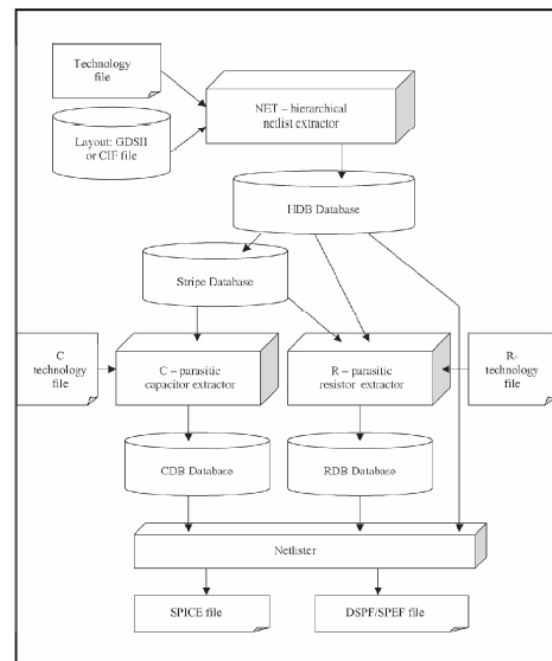 Technology
file
NET – hierarchical
netlist extractor
Layout: GDSII
or CIF file
HDB Database
Stripe Database
C
technology
file
C – parasitic
capacitor extractor
R – parasitic
resistor extractor
R-
technology
file
CDB Database
RDB Database
Netlister
SPICE file
DSPF/SPEF file